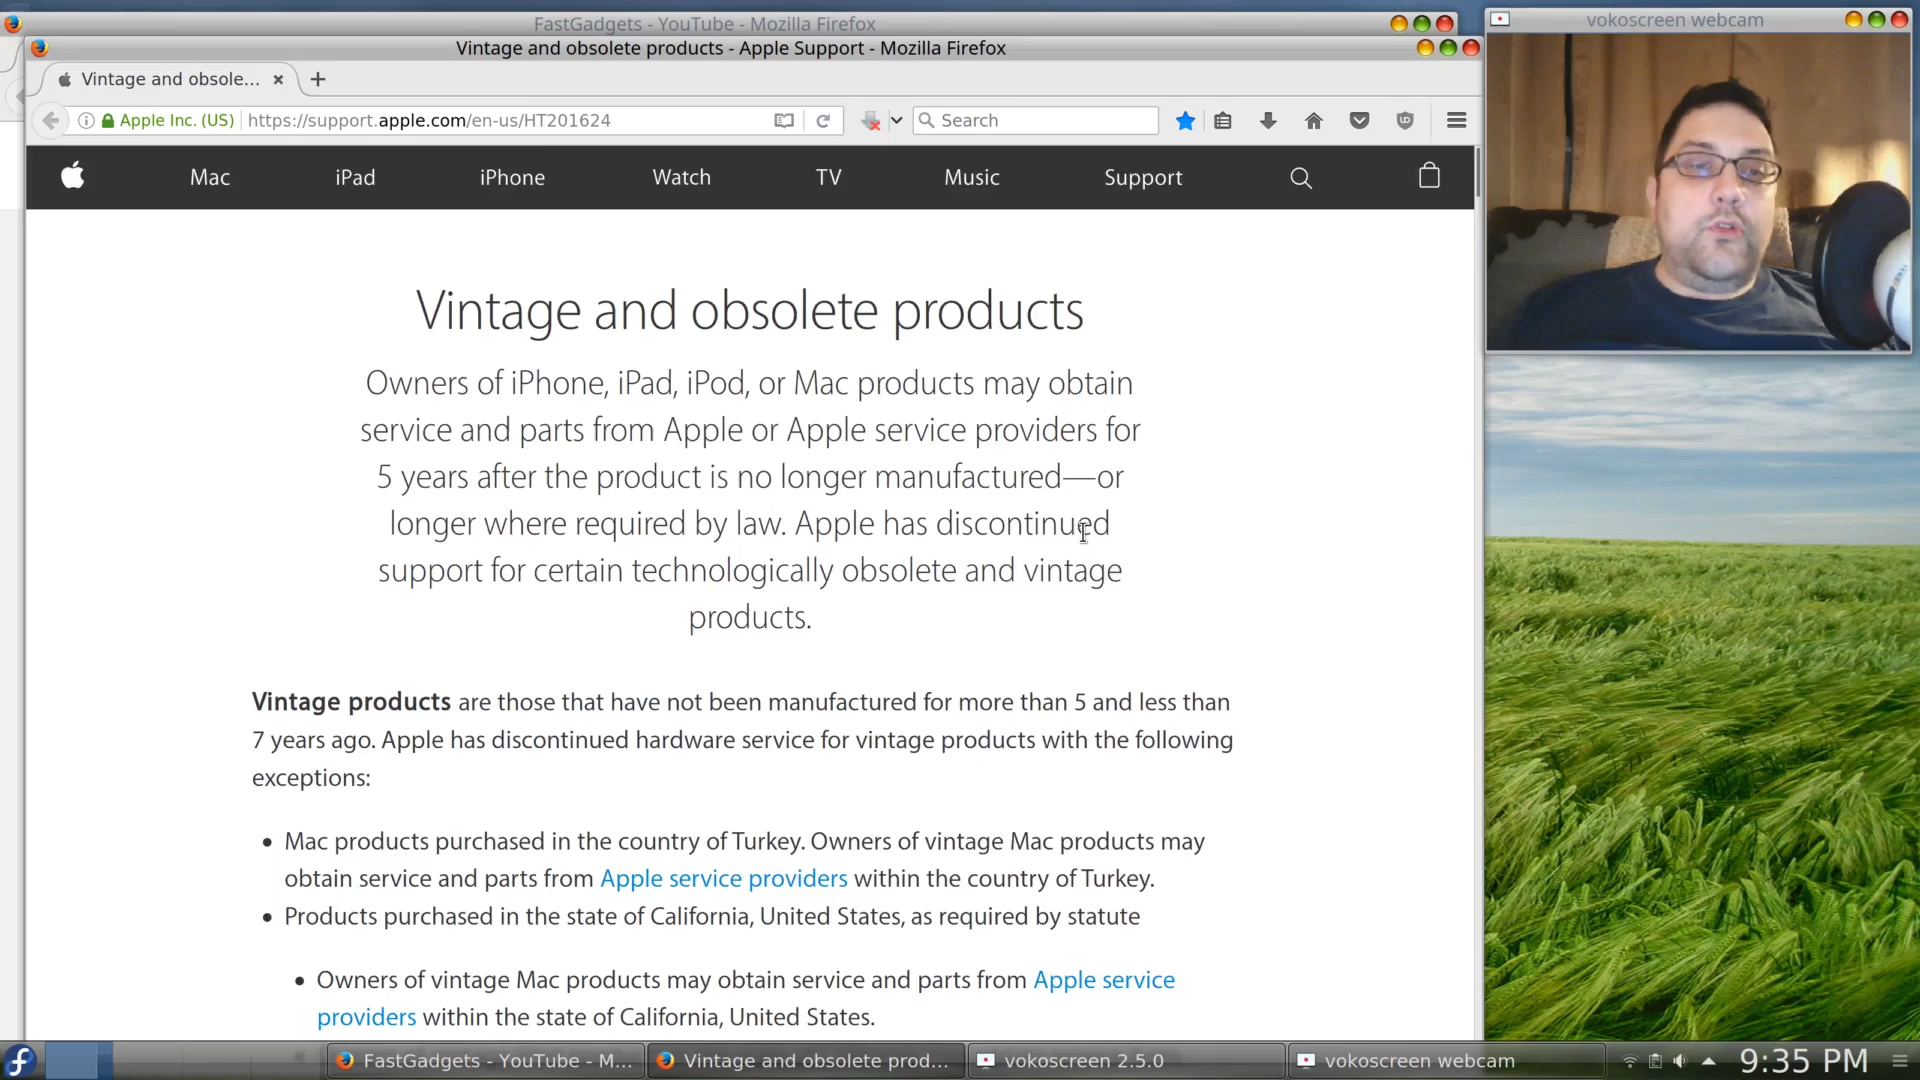 FastGadgets - YouTube - Mozilla Firefox
vokoscreen webcam
Vintage and obsolete products - Apple Support - Mozilla Firefox
Vintage and obsole...
Apple Inc. (US) https://support.apple.com/en-us/HT201624 Search
Mac iPad iPhone Watch TV Music Support
Vintage and obsolete products
Owners of iPhone, iPad, iPod, or Mac products may obtain
service and parts from Apple or Apple service providers for
5 years after the product is no longer manufactured—or
longer where required by law. Apple has discontinued
support for certain technologically obsolete and vintage
products.
Vintage products are those that have not been manufactured for more than 5 and less than
7 years ago. Apple has discontinued hardware service for vintage products with the following
exceptions:
• Mac products purchased in the country of Turkey. Owners of vintage Mac products may
obtain service and parts from Apple service providers within the country of Turkey.
• Products purchased in the state of California, United States, as required by statute
• Owners of vintage Mac products may obtain service and parts from Apple service
providers within the state of California, United States.
FastGadgets - YouTube - M... Vintage and obsolete prod... vokoscreen 2.5.0 vokoscreen webcam 9:35 PM